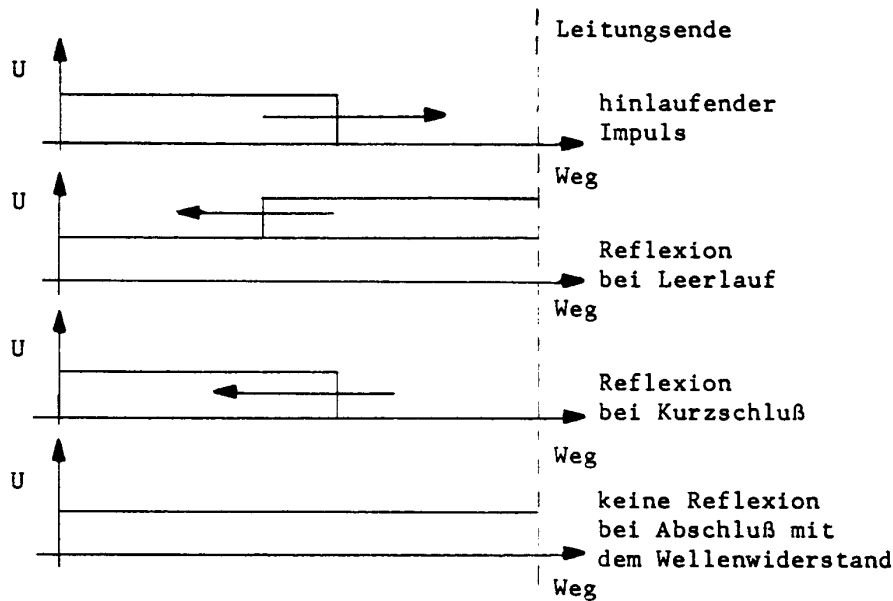 Leitungsende
U
hinlaufender
Impuls
Weg
U
Reflexion
bei Leerlauf
Weg
U
Reflexion
bei Kurzschluß
Weg
U
keine Reflexion
bei Abschluß mit
dem Wellenwiderstand
Weg